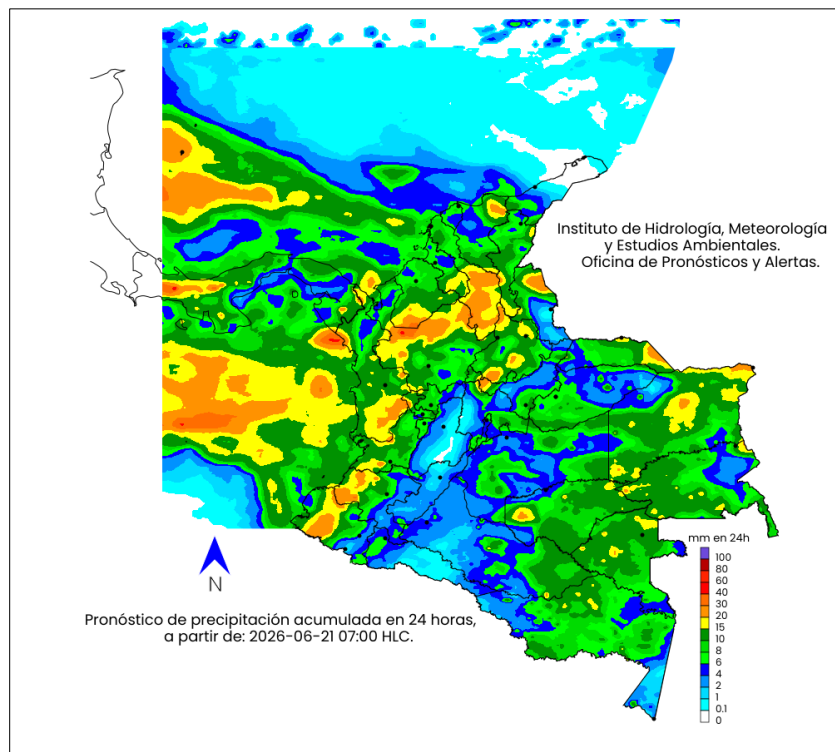 Instituto de Hidrología, Meteorología
y Estudios Ambientales.
Oficina de Pronósticos y Alertas.
mm en 24h
100
80
60
40
30
20
15
10
8
6
4
2
1
0.1
0
N
Pronóstico de precipitación acumulada en 24 horas,
a partir de: 2026-06-21 07:00 HLC.